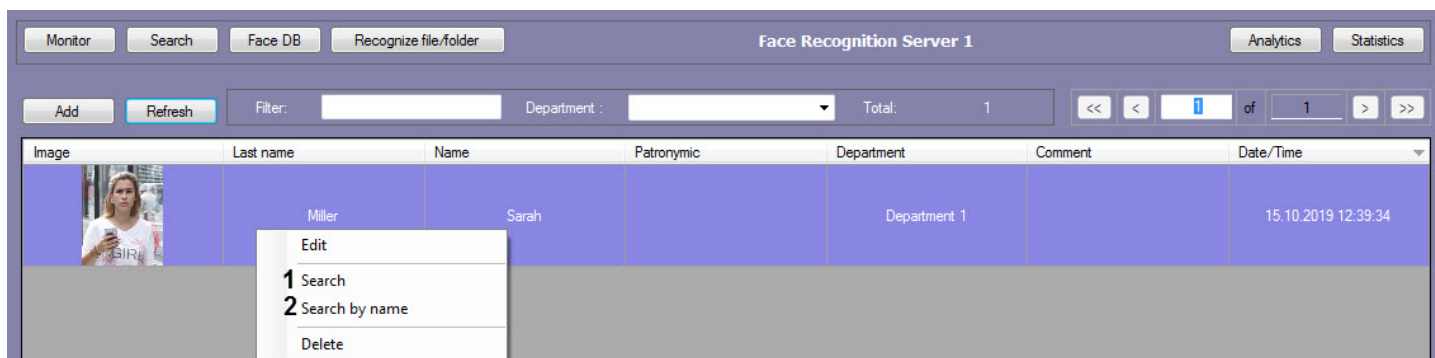 Monitor Search Face DB Recognize file/folder Face Recognition Server 1 Analytics Statistics
Add Refresh Filter: Department : Total: 1 << < 1 of 1 > >>
Image Last name Name Patronymic Department Comment Date/Time
GIRL Miller Sarah Department 1 15.10.2019 12:39:34
Edit
1 Search
2 Search by name
Delete